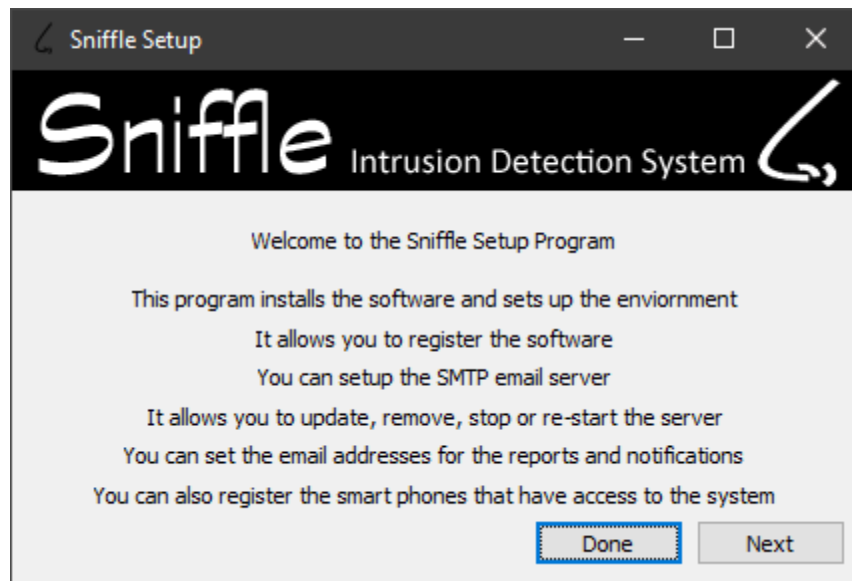 Sniffle Setup
Sniffle Intrusion Detection System
Welcome to the Sniffle Setup Program
This program installs the software and sets up the enviornment
It allows you to register the software
You can setup the SMTP email server
It allows you to update, remove, stop or re-start the server
You can set the email addresses for the reports and notifications
You can also register the smart phones that have access to the system
Done Next